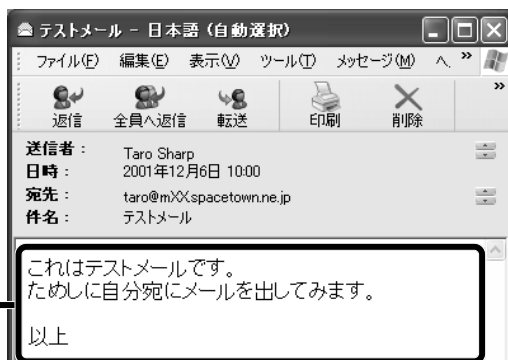 テストメール - 日本語 (自動選択)
ファイル(F) 編集(E) 表示(V) ツール(T) メッセージ(M) ヘ »
返信 全員へ返信 転送 印刷 削除 »
送信者: Taro Sharp
日時: 2001年12月6日 10:00
宛先: taro@mXX.spacetown.ne.jp
件名: テストメール
これはテストメールです。
ためしに自分宛にメールを出してみます。
以上